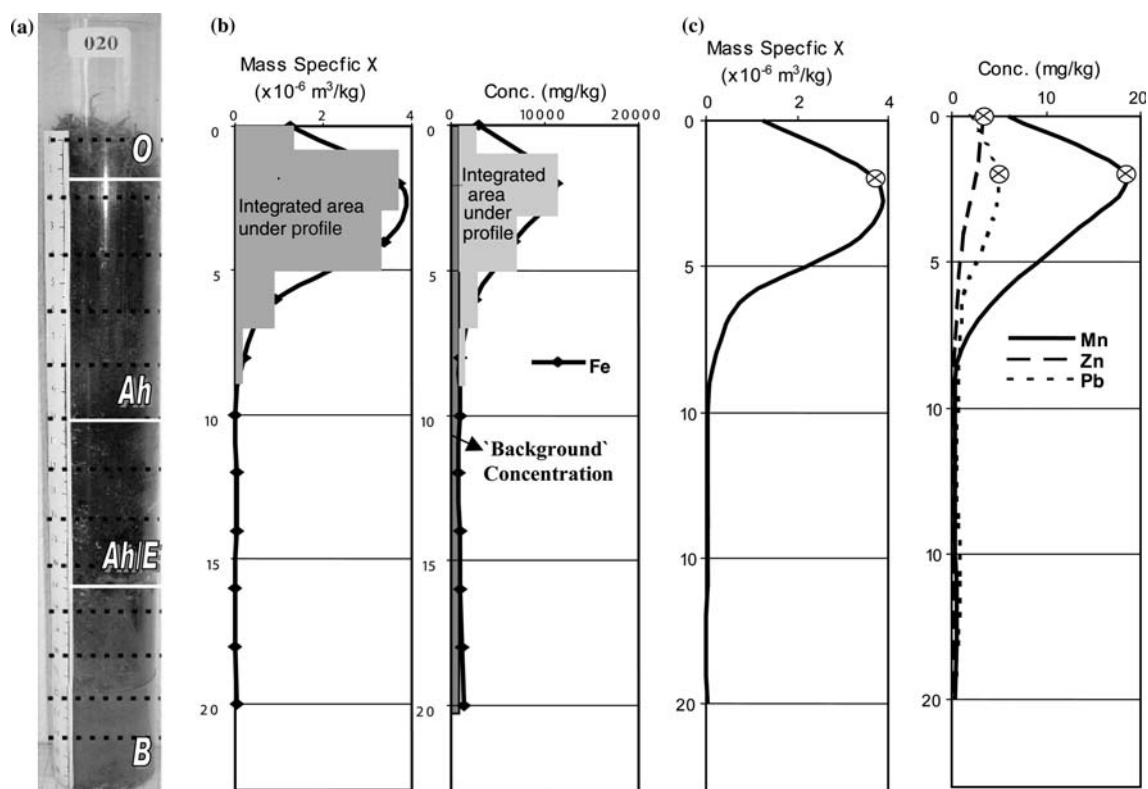 (a)
020
O
Ah
Ah/E
B
(b)
Mass Specfic X
(x10⁻⁶ m³/kg)
0 2 4
0
5
10
15
20
Integrated area
under profile
Conc. (mg/kg)
0 10000 20000
0
5
10
15
20
Integrated
area
under
profile
Fe
`Background`
Concentration
(c)
Mass Specific X
(x10⁻⁶ m³/kg)
0 2 4
0
5
10
10
20
Conc. (mg/kg)
0 10 20
0
5
10
10
20
Mn
Zn
Pb